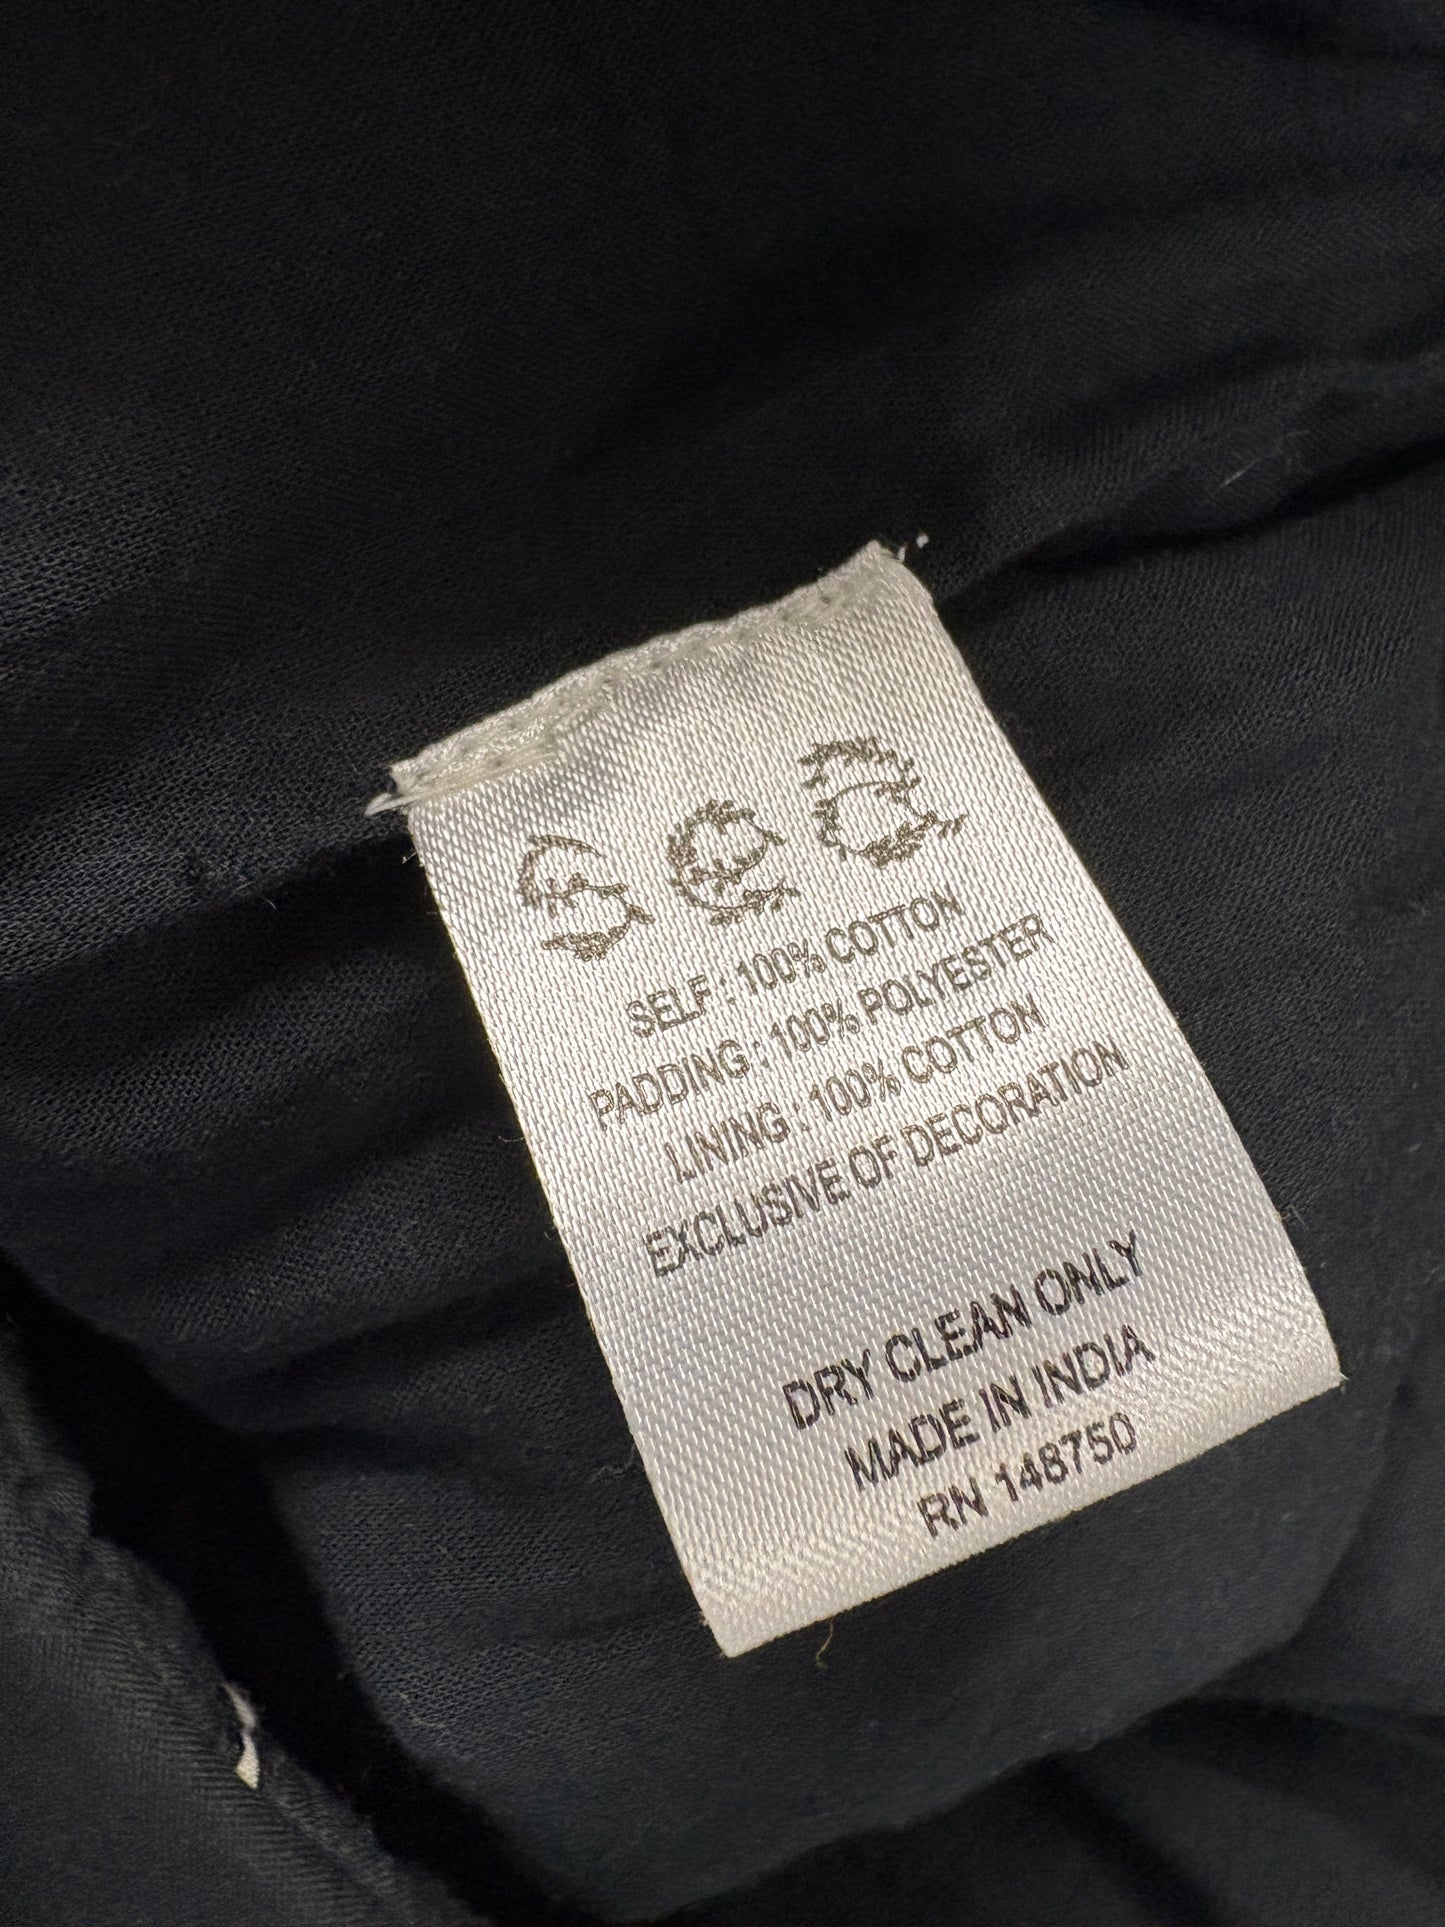 See
SELF : 100% COTTON
PADDING : 100% POLYESTER
LINING : 100% COTTON
EXCLUSIVE OF DECORATION
DRY CLEAN ONLY
MADE IN INDIA
RN 148750